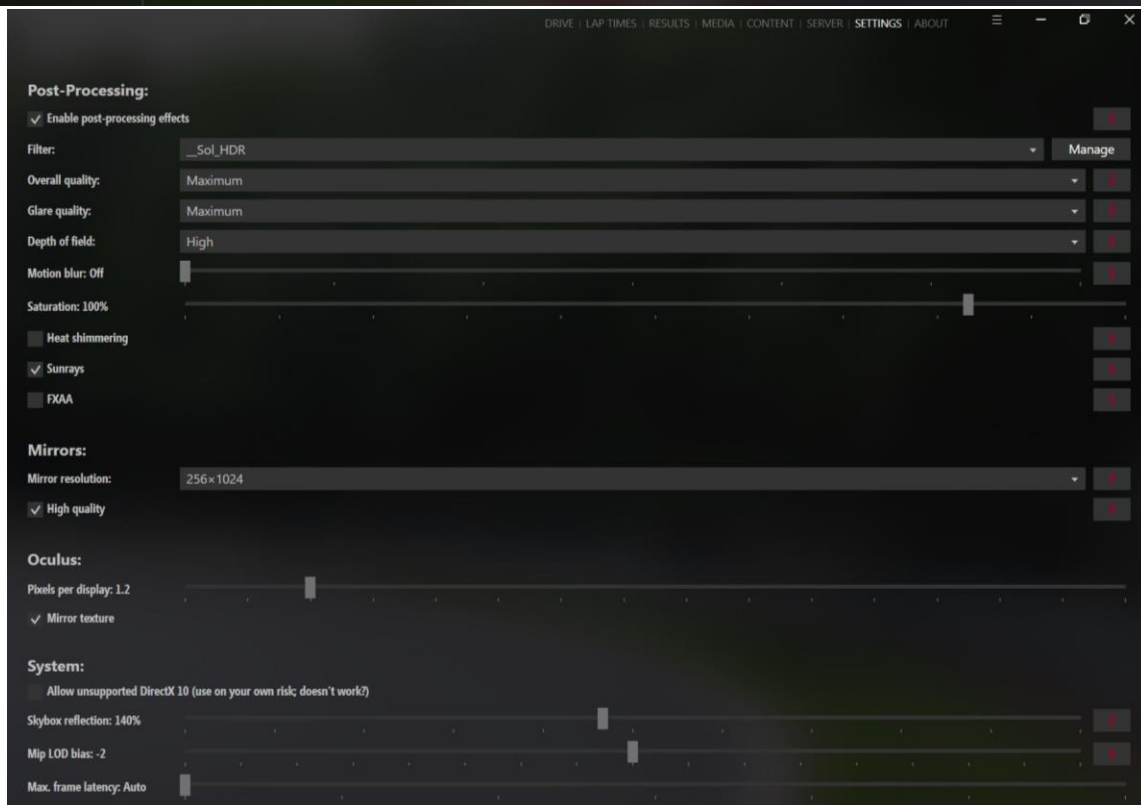 DRIVE | LAP TIMES | RESULTS | MEDIA | CONTENT | SERVER | SETTINGS | ABOUT
Post-Processing:
Enable post-processing effects
Filter: __Sol_HDR Manage
Overall quality: Maximum
Glare quality: Maximum
Depth of field: High
Motion blur: Off
Saturation: 100%
Heat shimmering
Sunrays
FXAA
Mirrors:
Mirror resolution: 256×1024
High quality
Oculus:
Pixels per display: 1.2
Mirror texture
System:
Allow unsupported DirectX 10 (use on your own risk; doesn't work?)
Skybox reflection: 140%
Mip LOD bias: -2
Max. frame latency: Auto